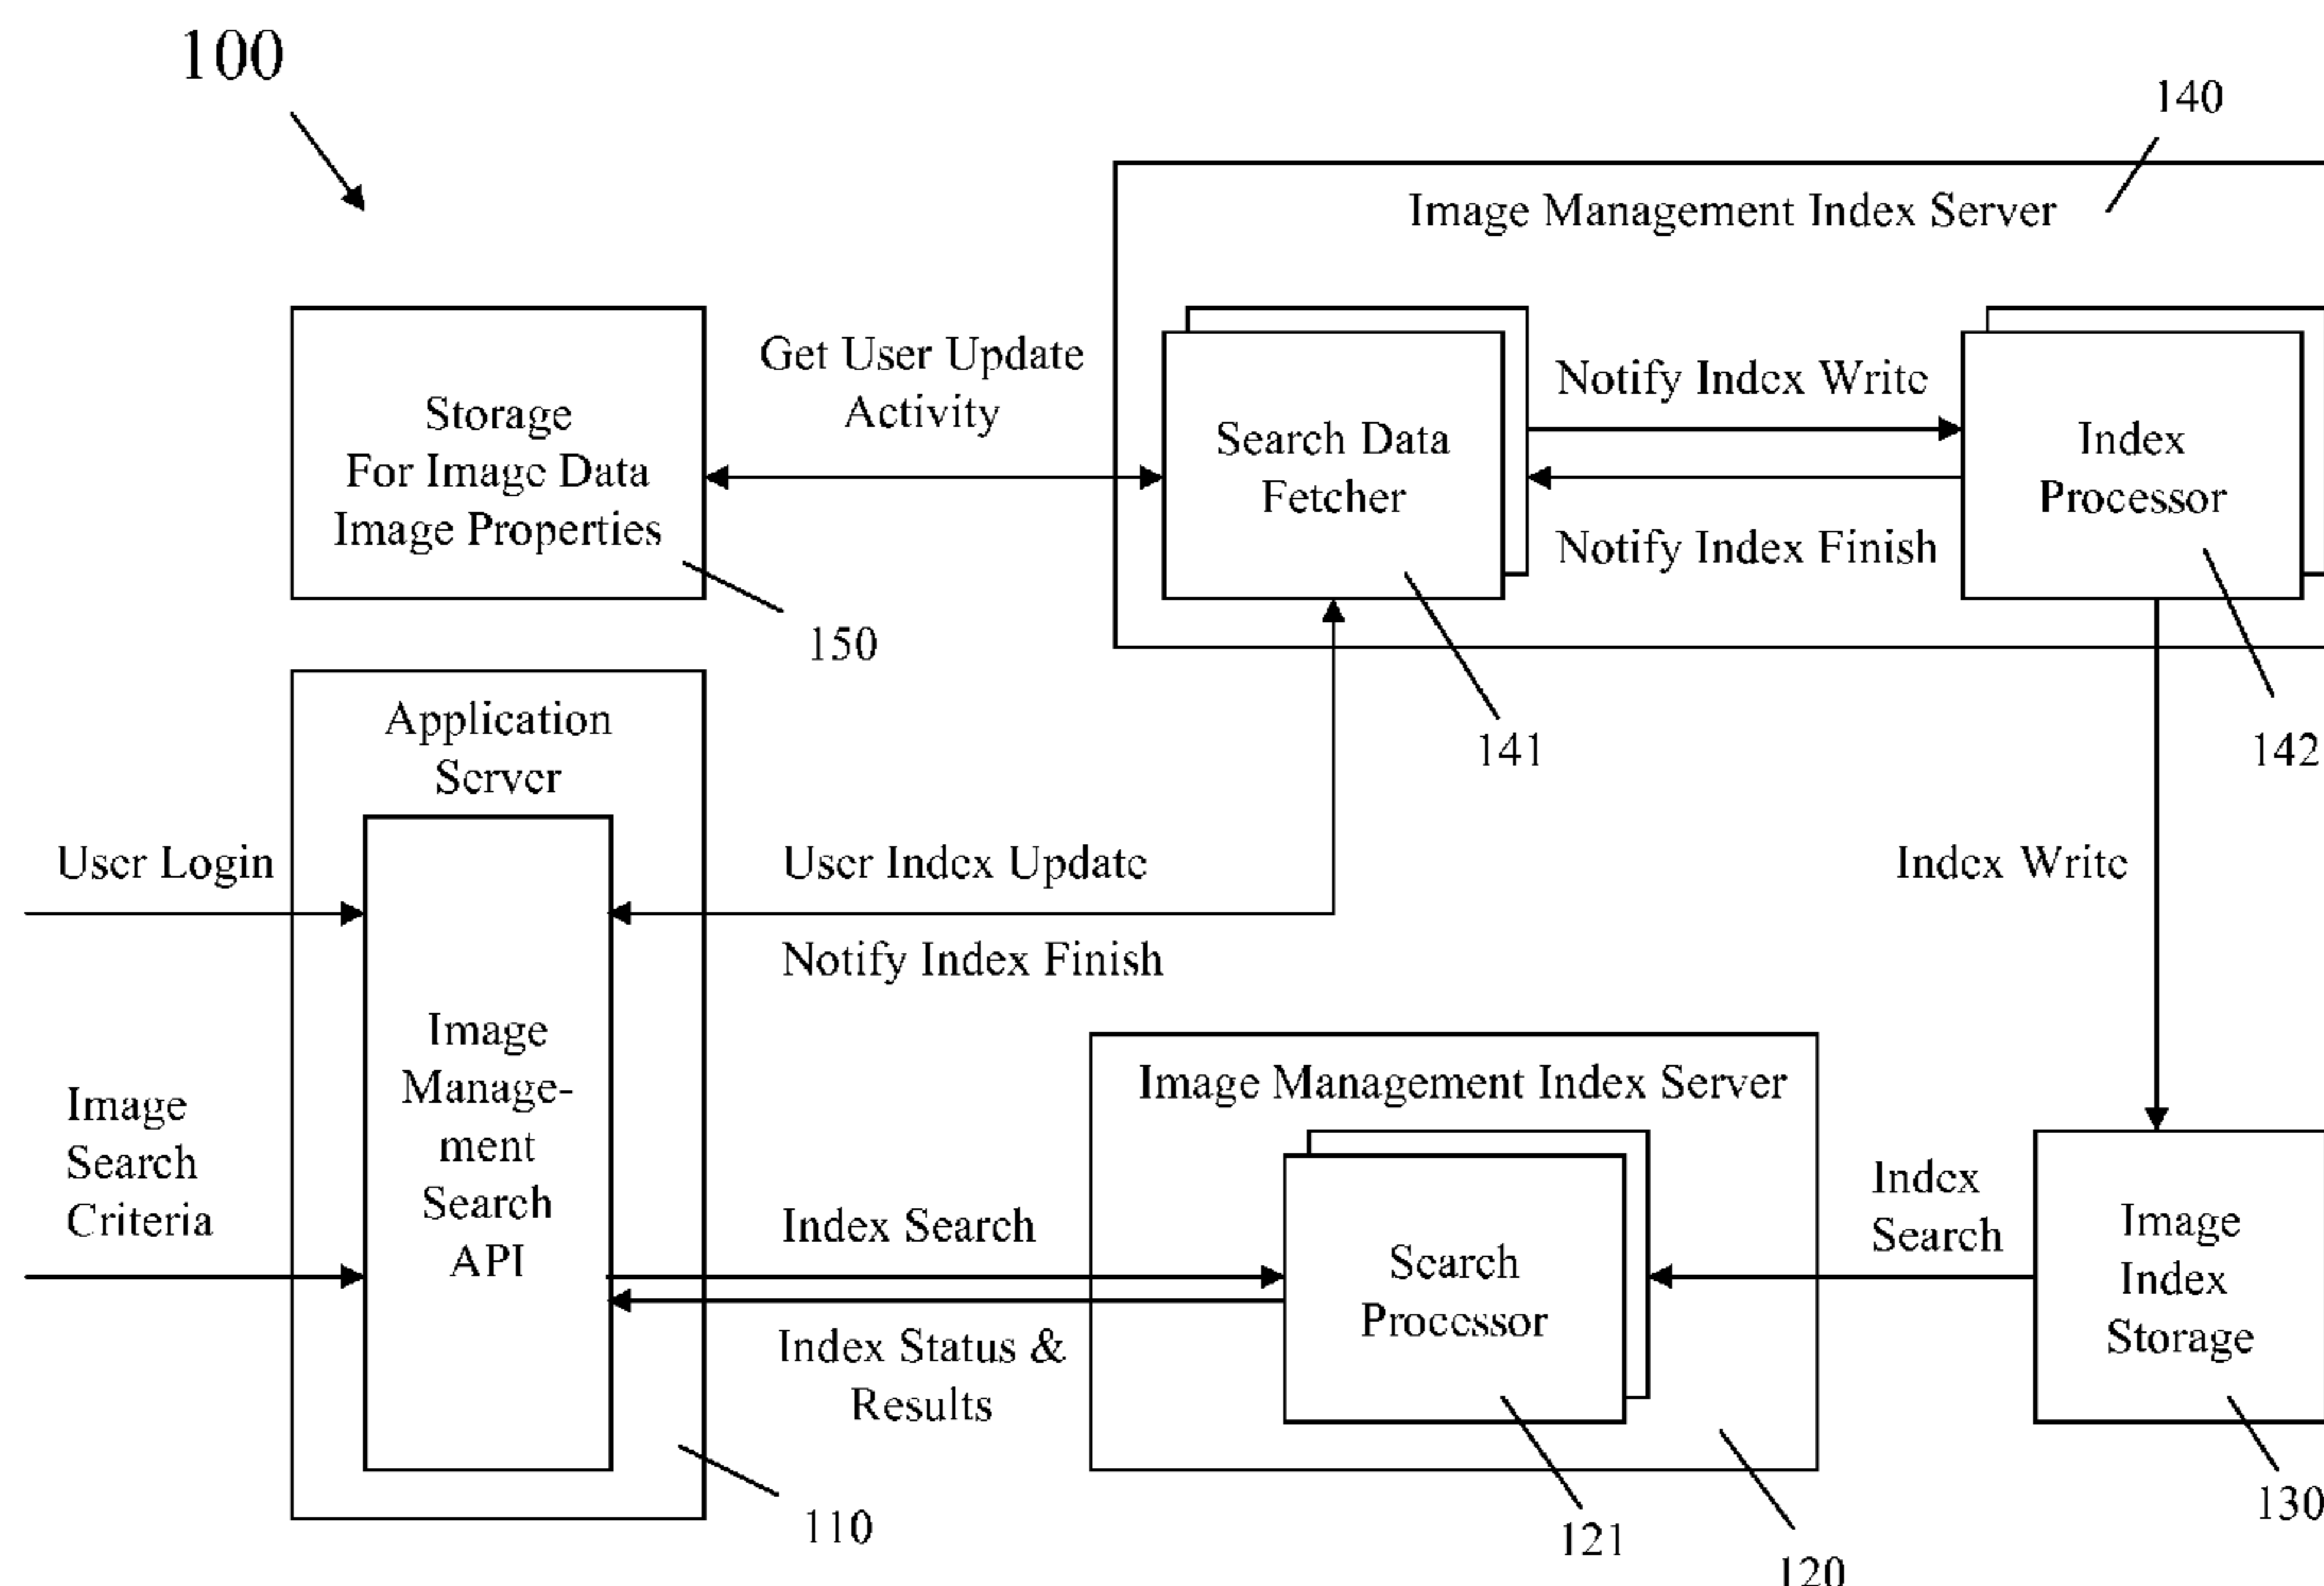 100
140
Image Management Index Server
Get User Update
Activity
Storage
For Image Data
Image Properties
150
Search Data
Fetcher
Notify Index Write
Notify Index Finish
Index
Processor
141
142
Application
Server
User Login
User Index Update
Notify Index Finish
Index Write
Image
Manage-
ment
Search
API
Image
Search
Criteria
Image Management Index Server
Index Search
Search
Processor
Index Status &
Results
Index
Search
Image
Index
Storage
110
121
120
130